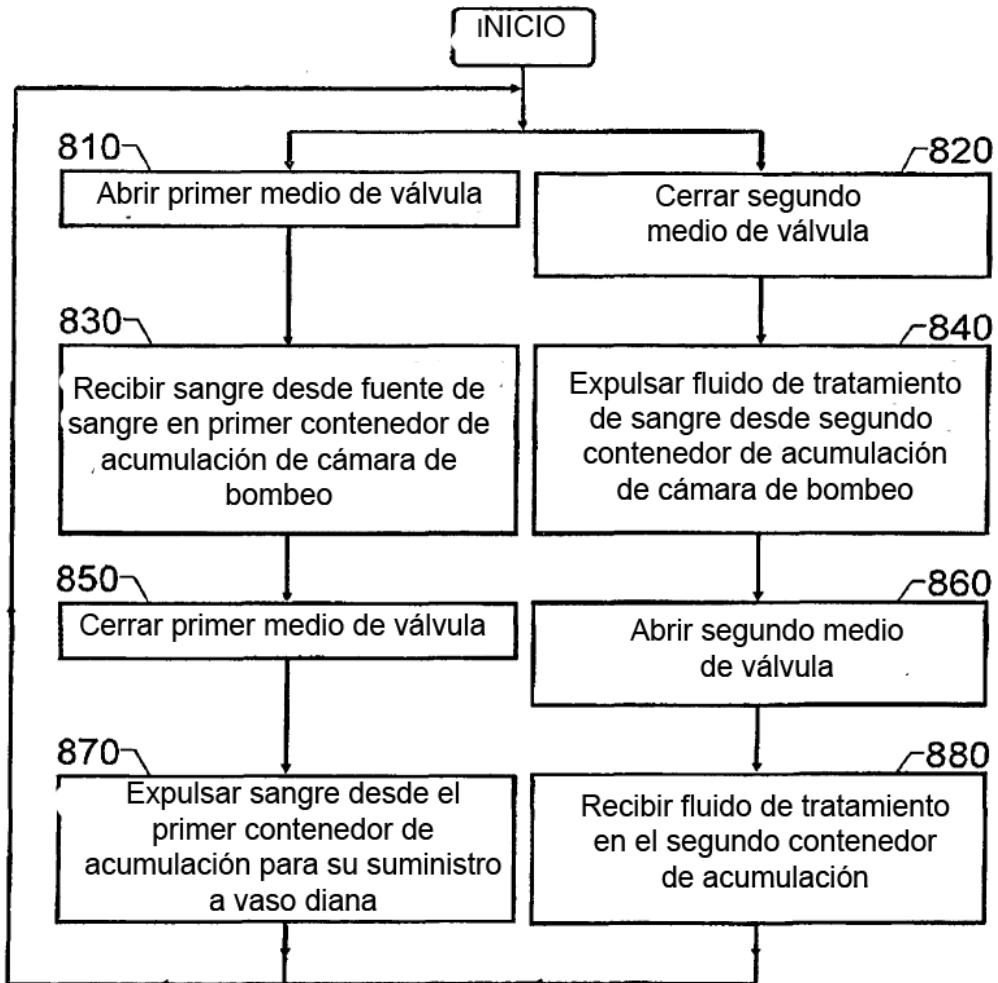 INICIO
810
820
Abrir primer medio de válvula
Cerrar segundo
medio de válvula
830
840
Recibir sangre desde fuente de
sangre en primer contenedor de
acumulación de cámara de
bombeo
Expulsar fluido de tratamiento
de sangre desde segundo
contenedor de acumulación
de cámara de bombeo
850
860
Cerrar primer medio de válvula
Abrir segundo medio
de válvula
870
880
Expulsar sangre desde el
primer contenedor de
acumulación para su suministro
a vaso diana
Recibir fluido de tratamiento
en el segundo contenedor
de acumulación